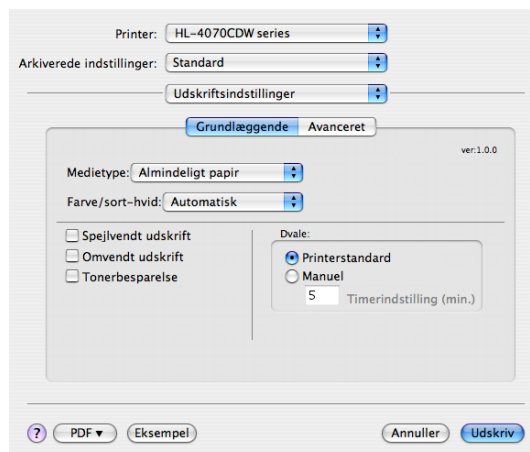 Printer: HL-4070CDW series
Arkiverede indstillinger: Standard
Udskriftsindstillinger
Grundlæggende Avanceret
ver:1.0.0
Medietype: Almindeligt papir
Farve/sort-hvid: Automatisk
Spejlvendt udskrift
Omvendt udskrift
Tonerbesparelse
Dvale:
Printerstandard
Manuel
5 Timerindstilling (min.)
? PDF▼ Eksempel Annuller Udskriv